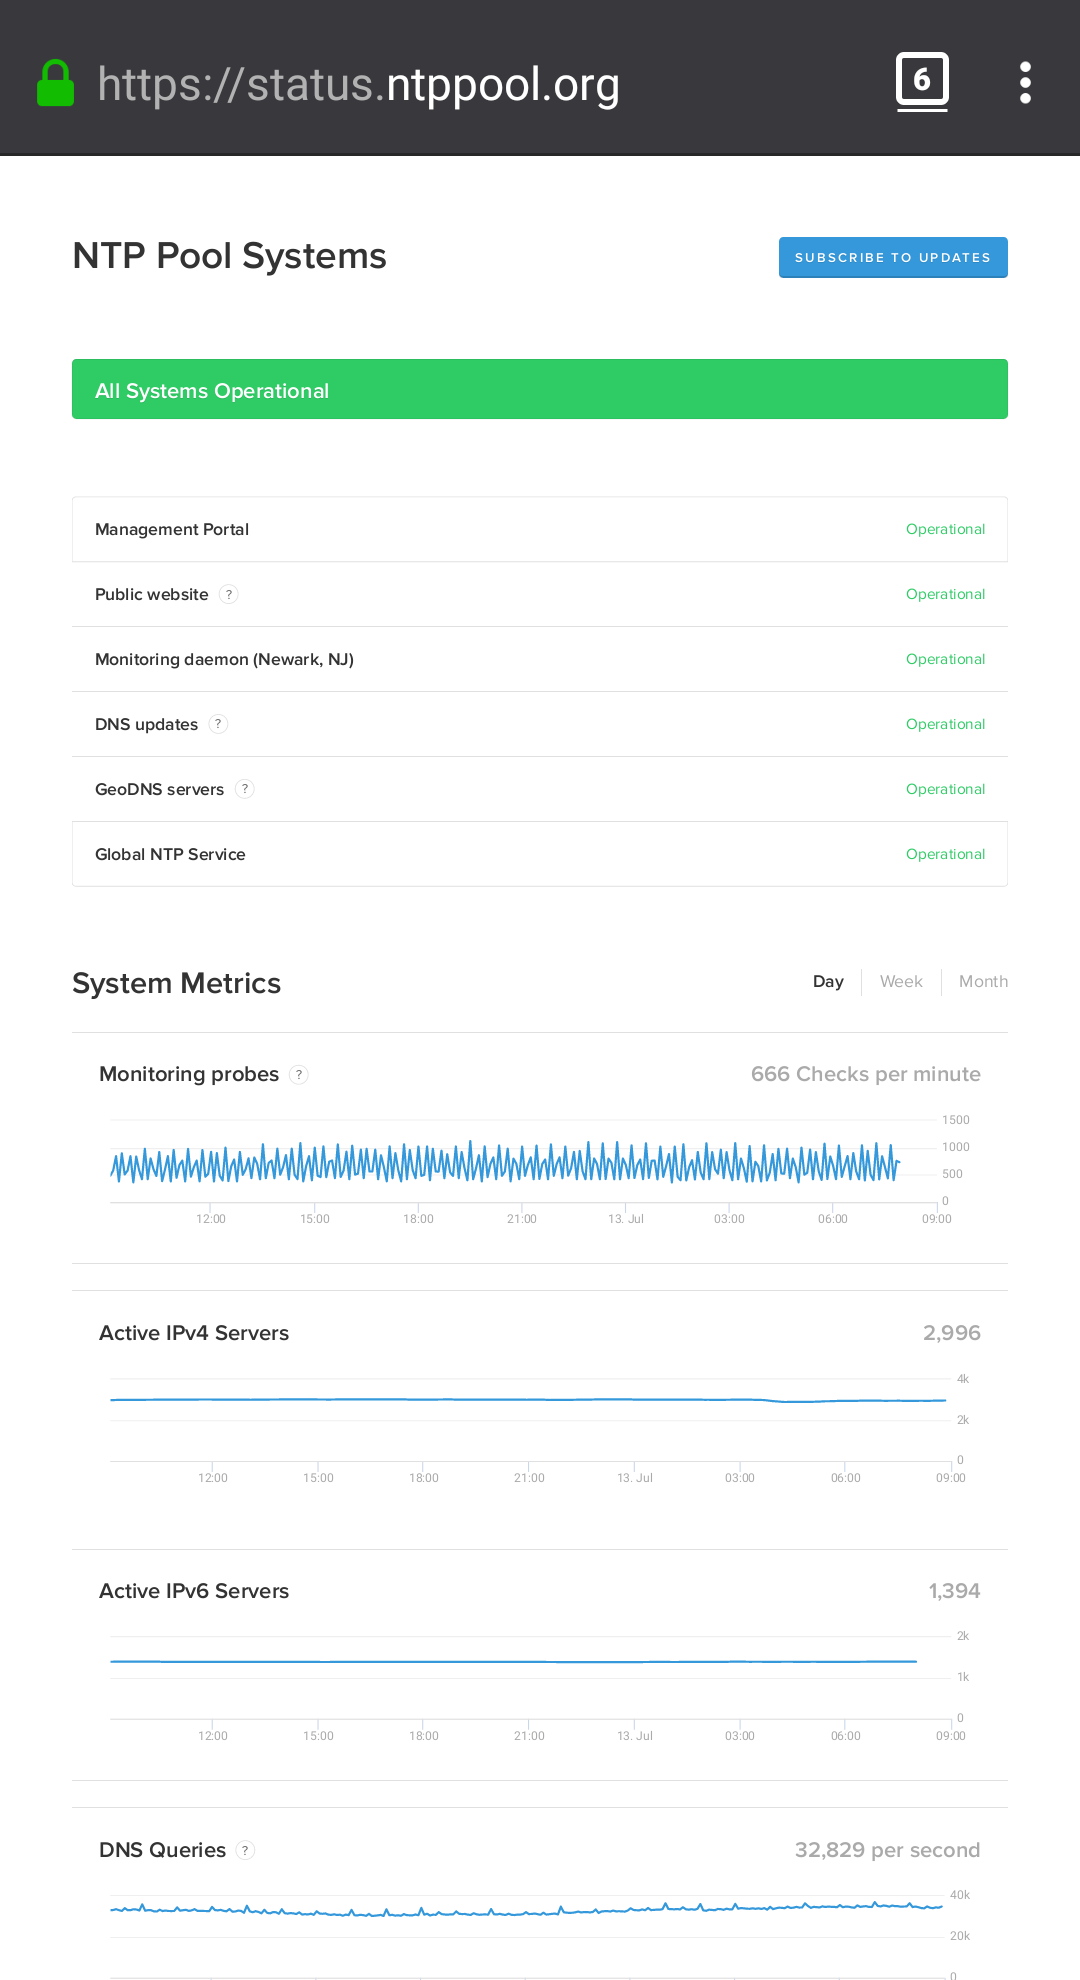 https://status.ntppool.org
6
NTP Pool Systems
SUBSCRIBE TO UPDATES
All Systems Operational
Management Portal Operational
Public website ? Operational
Monitoring daemon (Newark, NJ) Operational
DNS updates ? Operational
GeoDNS servers ? Operational
Global NTP Service Operational
System Metrics
Day Week Month
Monitoring probes ? 666 Checks per minute
1500
1000
500
0
12:00 15:00 18:00 21:00 13. Jul 03:00 06:00 09:00
Active IPv4 Servers 2,996
4k
2k
0
12:00 15:00 18:00 21:00 13. Jul 03:00 06:00 09:00
Active IPv6 Servers 1,394
2k
1k
0
12:00 15:00 18:00 21:00 13. Jul 03:00 06:00 09:00
DNS Queries ? 32,829 per second
40k
20k
0